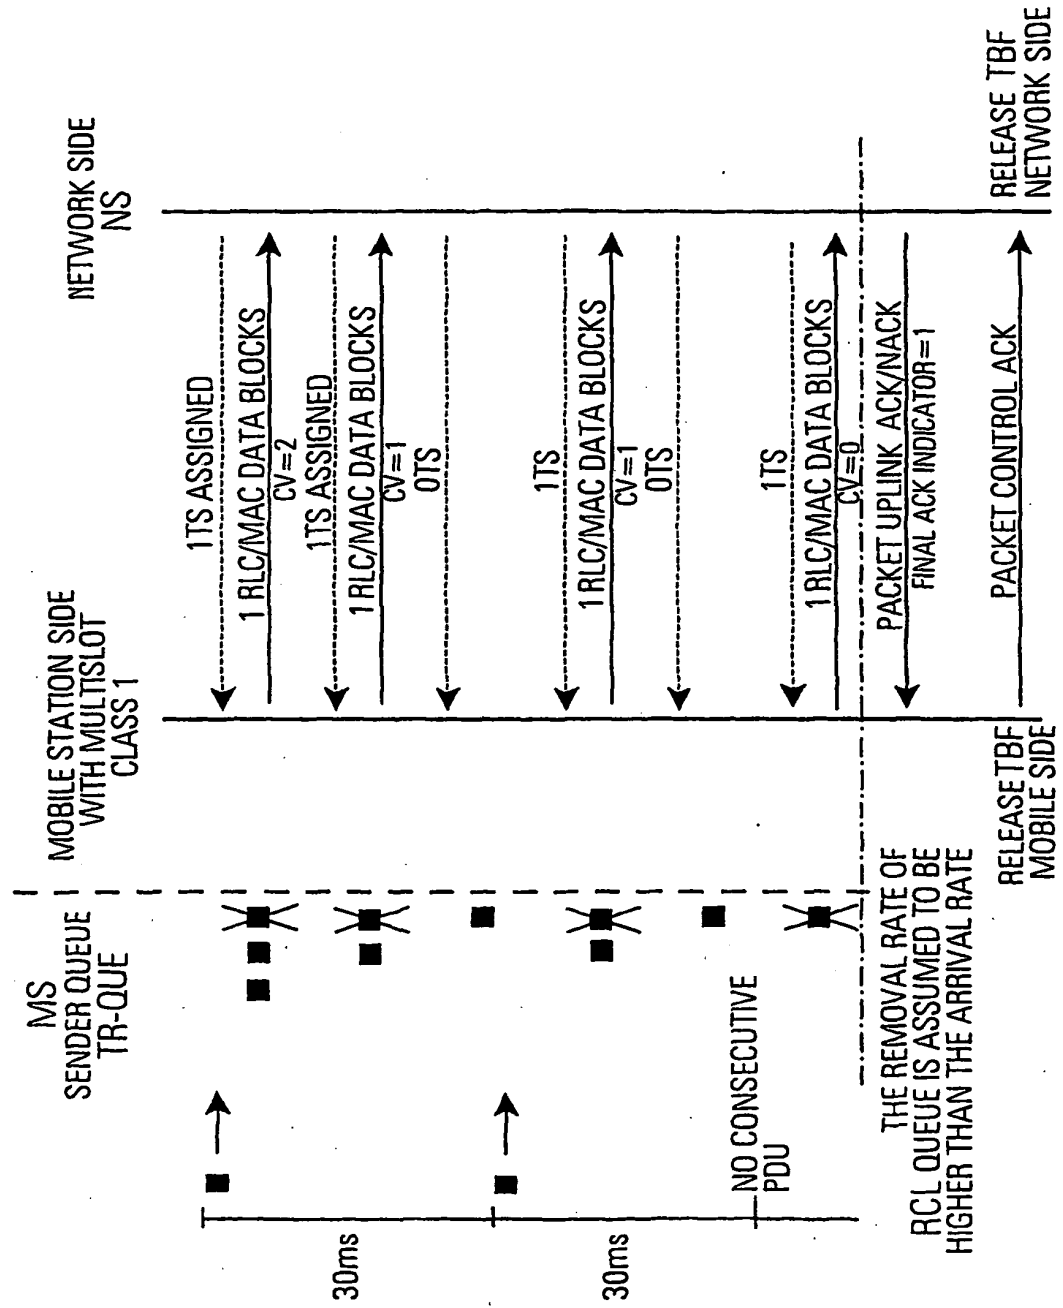 MS
SENDER QUEUE
TR-QUE
MOBILE STATION SIDE
WITH MULTISLOT
CLASS 1
NETWORK SIDE
NS
30ms
30ms
NO CONSECUTIVE
PDU
1TS ASSIGNED
1 RLC/MAC DATA BLOCKS
CV=2
1TS ASSIGNED
1 RLC/MAC DATA BLOCKS
CV=1
0TS
1TS
1 RLC/MAC DATA BLOCKS
CV=1
0TS
1TS
1 RLC/MAC DATA BLOCKS
CV=0
PACKET UPLINK ACK/NACK
FINAL ACK INDICATOR=1
PACKET CONTROL ACK
THE REMOVAL RATE OF
RCL QUEUE IS ASSUMED TO BE
HIGHER THAN THE ARRIVAL RATE
RELEASE TBF
MOBILE SIDE
RELEASE TBF
NETWORK SIDE